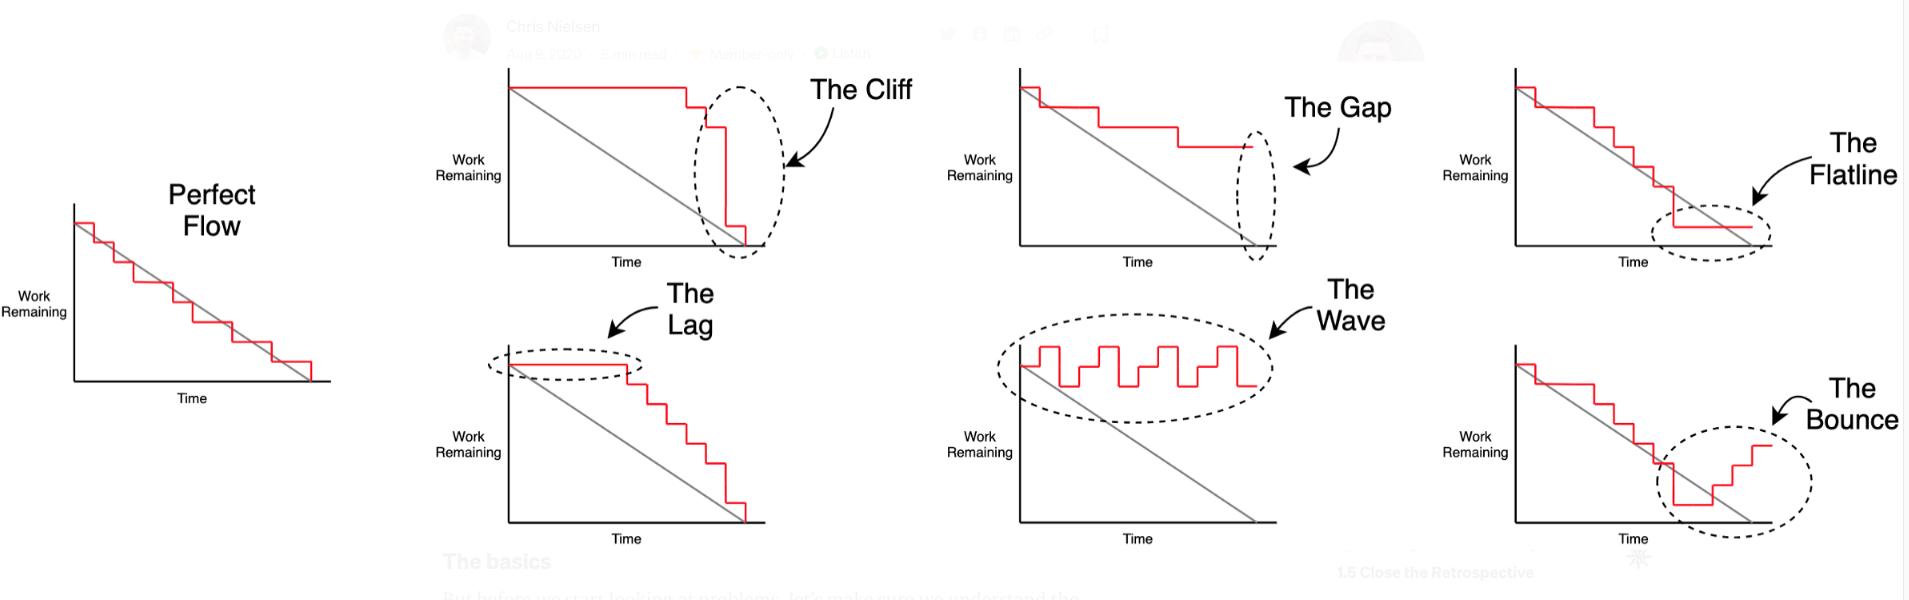 Chris Nielsen
Aug 9, 2020 · 5 min read · Member-only · Listen
Perfect
Flow
Work
Remaining
Time
The Cliff
Work
Remaining
Time
The Gap
Work
Remaining
Time
The
Flatline
Work
Remaining
Time
The
Lag
Work
Remaining
Time
The
Wave
Work
Remaining
Time
The
Bounce
Work
Remaining
Time
The basics
But before we start looking at problems, let's make sure we understand the
1.5 Close the Retrospective